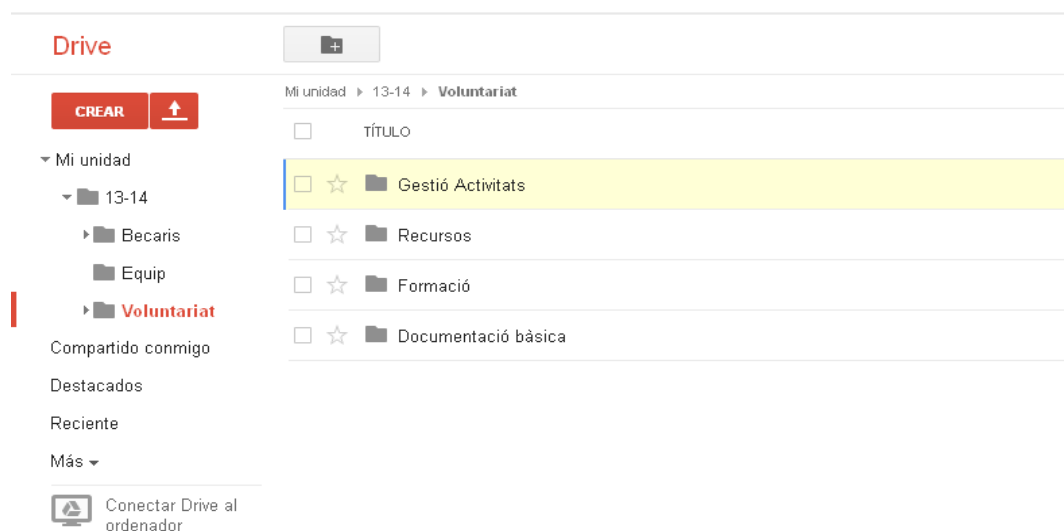 Drive
CREAR
Mi unidad
13-14
Becaris
Equip
Voluntariat
Compartido conmigo
Destacados
Reciente
Más
Conectar Drive al
ordenador
Mi unidad 13-14 Voluntariat
TÍTULO
Gestió Activitats
Recursos
Formació
Documentació bàsica